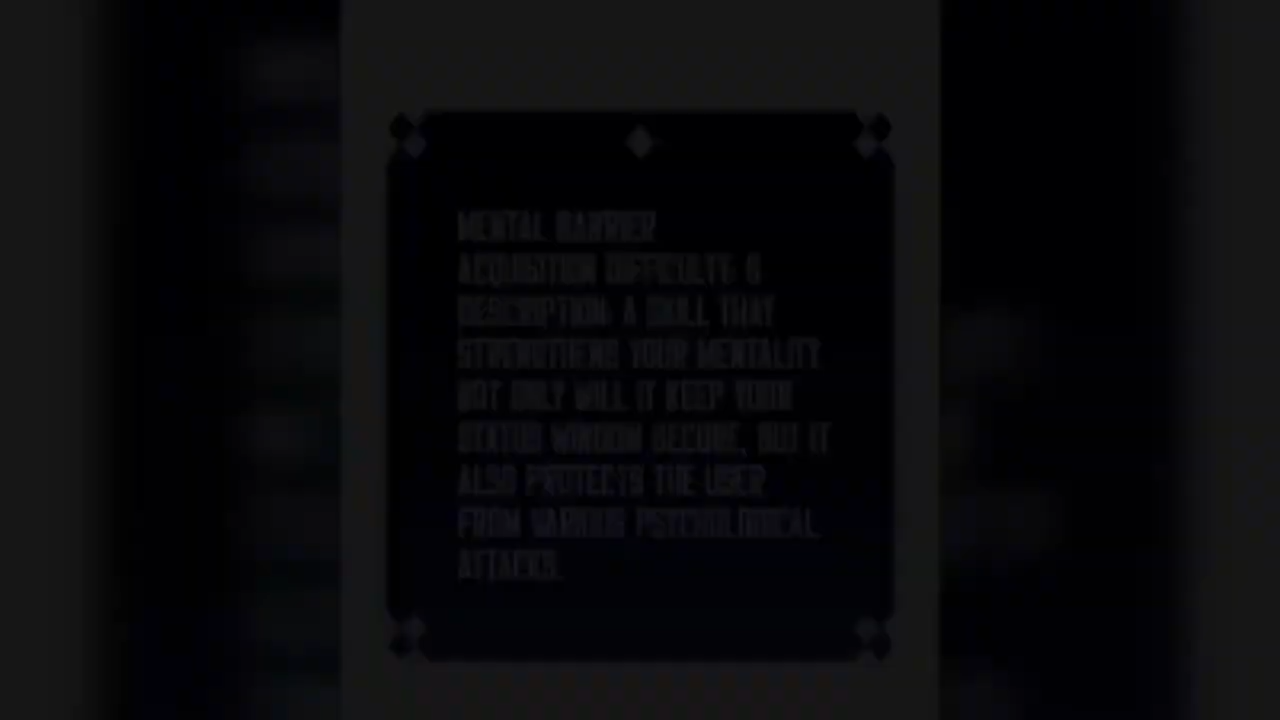 MENTAL BARRIER
ACQUISITION DIFFICULTY:
DESCRIPTION: A SKILL THAT
STRENGTHENS YOUR MENTALITY.
NOT ONLY WILL IT KEEP YOUR
STATUS WINDOW SECURE, BUT IT
ALSO PROTECTS THE USER
FROM VARIOUS PSYCHOLOGICAL
ATTACKS.